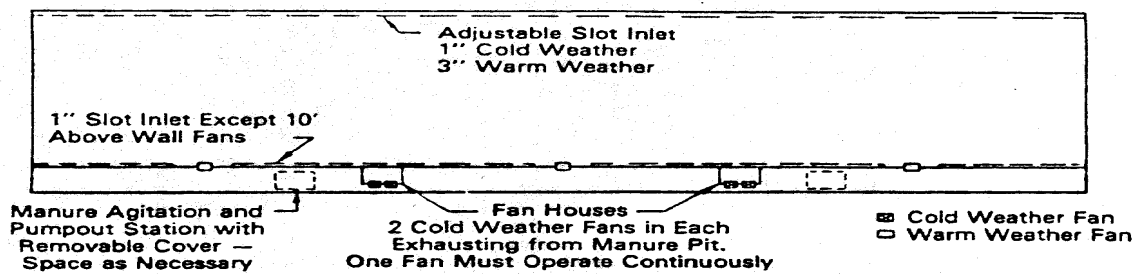 Adjustable Slot Inlet
1" Cold Weather
3" Warm Weather
1" Slot Inlet Except 10'
Above Wall Fans
Manure Agitation and
Pumpout Station with
Removable Cover —
Space as Necessary
Fan Houses
2 Cold Weather Fans in Each
Exhausting from Manure Pit.
One Fan Must Operate Continuously
Cold Weather Fan
Warm Weather Fan